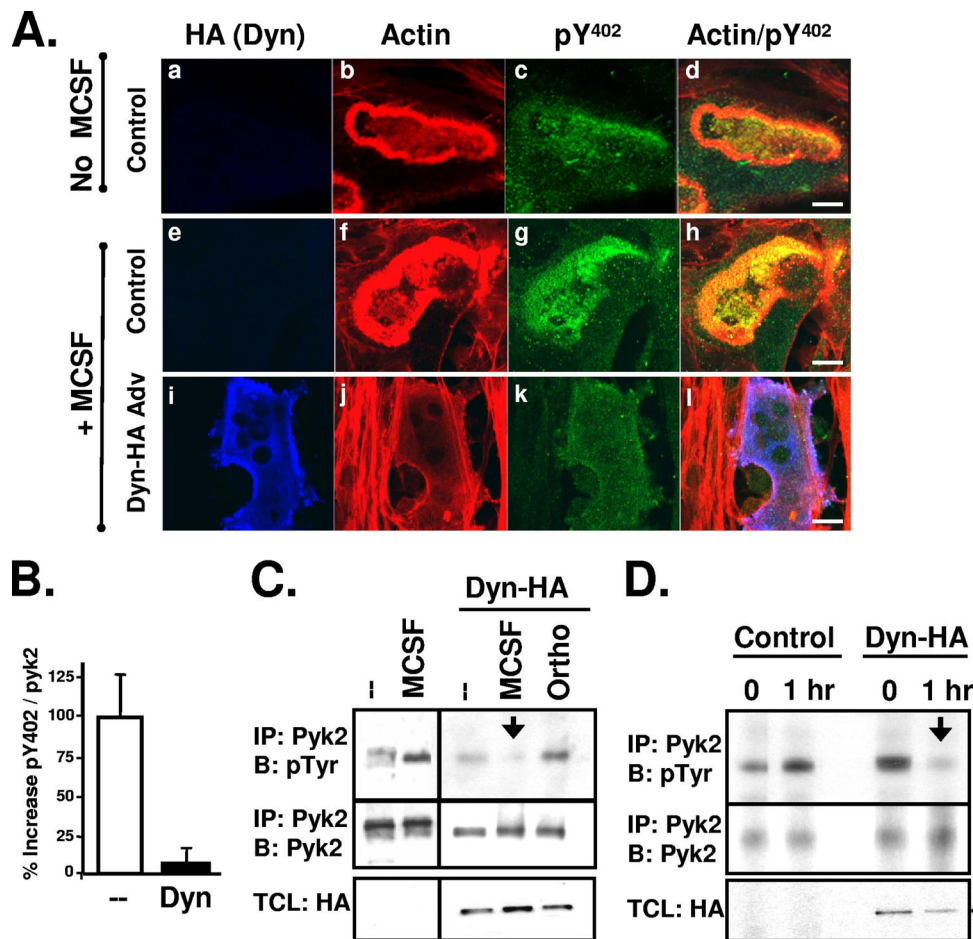 A.
HA (Dyn) Actin pY402 Actin/pY402
No MCSF
Control
a b c d
+ MCSF
Control
e f g h
Dyn-HA Adv
i j k l
B.
% Increase pY402 / pyk2
125
100
75
50
25
0
-- Dyn
C.
Dyn-HA
-- MCSF -- MCSF Ortho
IP: Pyk2
B: pTyr
IP: Pyk2
B: Pyk2
TCL: HA
D.
Control Dyn-HA
0 1 hr 0 1 hr
IP: Pyk2
B: pTyr
IP: Pyk2
B: Pyk2
TCL: HA